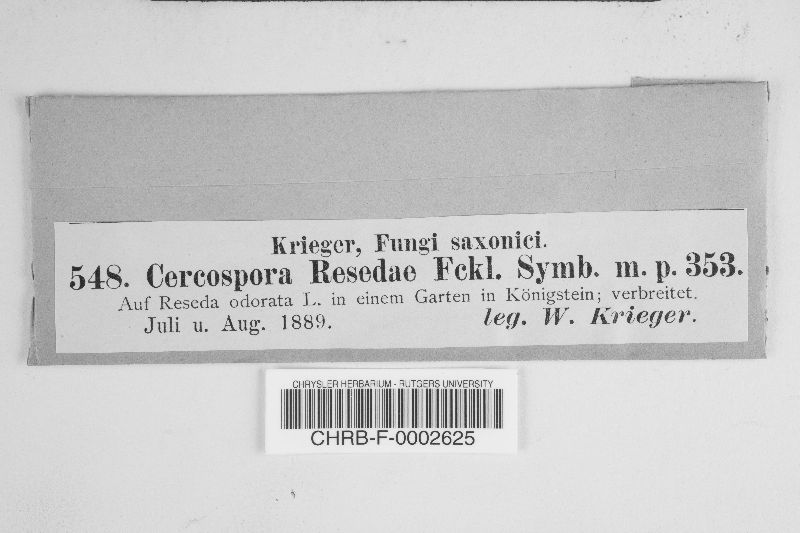 Krieger, Fungi saxonici.
548. Cercospora Resedae Fckl. Symb. m. p. 353.
Auf Reseda odorata L. in einem Garten in Königstein; verbreitet.
Juli u. Aug. 1889. leg. W. Krieger.
CHRYSLER HERBARIUM - RUTGERS UNIVERSITY
CHRB-F-0002625